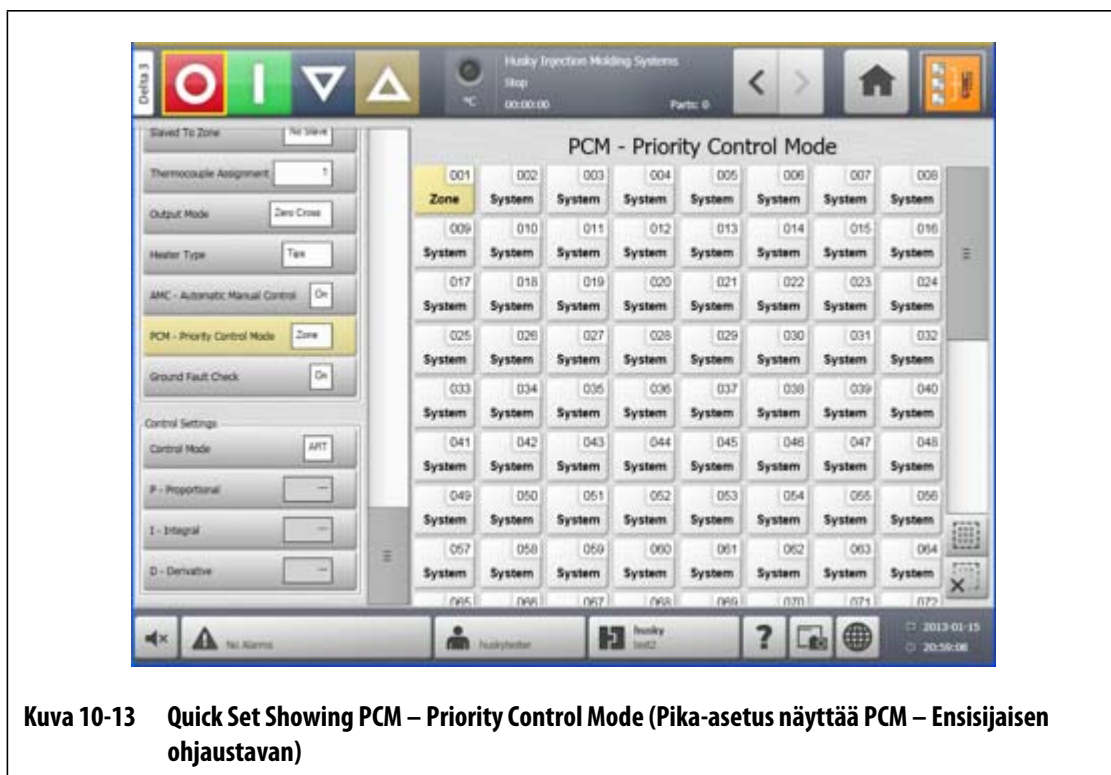 Delta 3
Husky Injection Molding Systems
Stop
°C
00:00:00
Parts: 0
Slaved To Zone
No Slave
Thermocouple Assignment
1
Output Mode
Zero Cross
Heater Type
Tips
AMC - Automatic Manual Control
On
PCM - Priority Control Mode
Zone
Ground Fault Check
On
Control Settings
Control Mode
ART
P - Proportional
---
I - Integral
---
D - Derivative
---
PCM - Priority Control Mode
001 002 003 004 005 006 007 008
Zone System System System System System System System
009 010 011 012 013 014 015 016
System System System System System System System System
017 018 019 020 021 022 023 024
System System System System System System System System
025 026 027 028 029 030 031 032
System System System System System System System System
033 034 035 036 037 038 039 040
System System System System System System System System
041 042 043 044 045 046 047 048
System System System System System System System System
049 050 051 052 053 054 055 056
System System System System System System System System
057 058 059 060 061 062 063 064
System System System System System System System System
065 066 067 068 069 070 071 072
No Alarms
huskytester
husky
test2
?
2013-01-15
20:59:06
Kuva 10-13 Quick Set Showing PCM – Priority Control Mode (Pika-asetus näyttää PCM – Ensisijaisen
ohjaustavan)